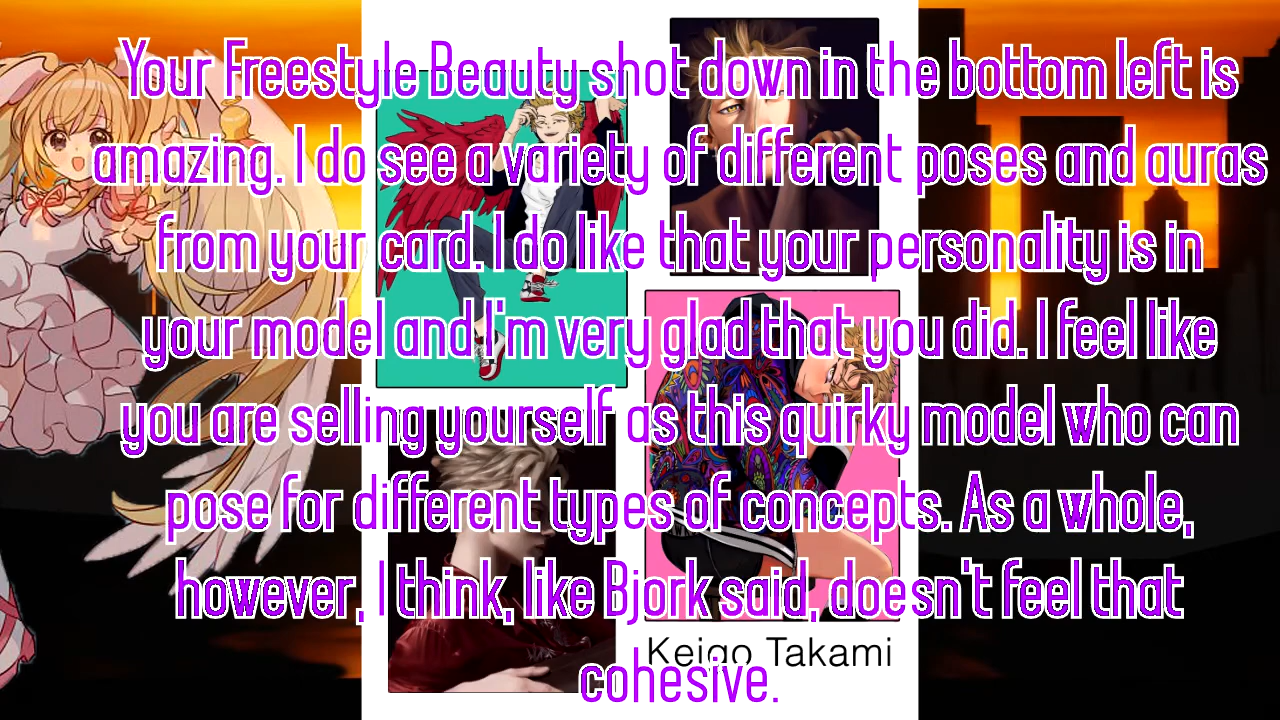 Your Freestyle Beauty shot down in the bottom left is
amazing. I do see a variety of different poses and auras
from your card. I do like that your personality is in
your model and I'm very glad that you did. I feel like
you are selling yourself as this quirky model who can
pose for different types of concepts. As a whole,
however, I think, like Bjork said, doesn't feel that
Keigo Takami
cohesive.